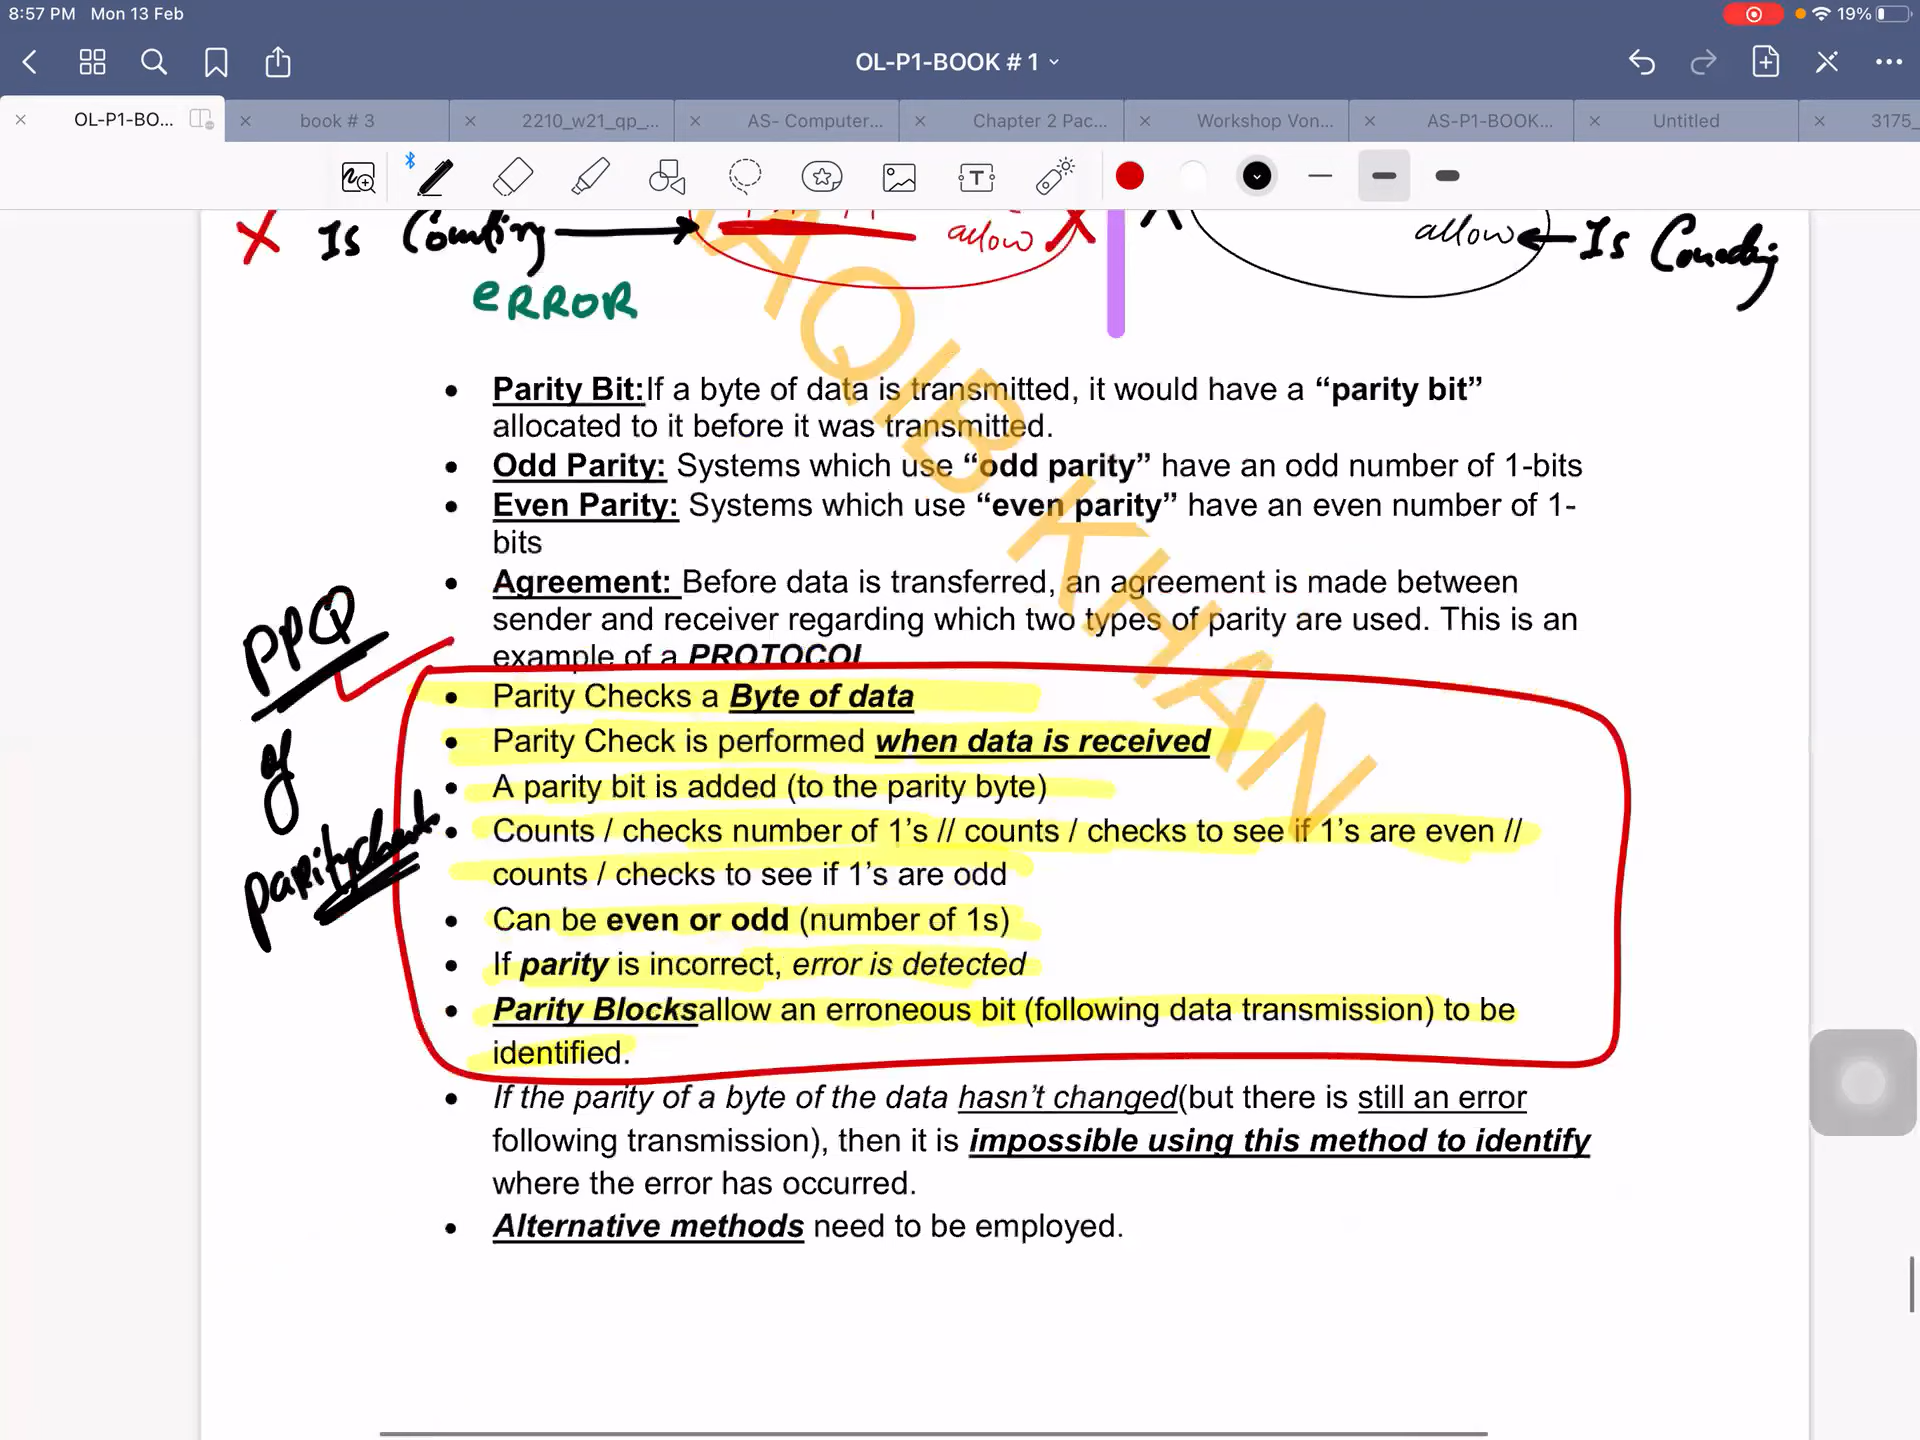 8:57 PM Mon 13 Feb
19%
OL-P1-BOOK # 1
OL-P1-BO...
book # 3
2210_w21_qp_...
AS- Computer...
Chapter 2 Pac...
Workshop Von...
AS-P1-BOOK...
Untitled
3175_
X Is Counting
allow X
allow
Is Counting
ERROR
AQIB KHAN
• Parity Bit:If a byte of data is transmitted, it would have a “parity bit”
allocated to it before it was transmitted.
• Odd Parity: Systems which use “odd parity” have an odd number of 1-bits
• Even Parity: Systems which use “even parity” have an even number of 1-
bits
• Agreement: Before data is transferred, an agreement is made between
sender and receiver regarding which two types of parity are used. This is an
example of a PROTOCOL
PPQ
of
parity check
• Parity Checks a Byte of data
• Parity Check is performed when data is received
• A parity bit is added (to the parity byte)
• Counts / checks number of 1’s // counts / checks to see if 1’s are even //
counts / checks to see if 1’s are odd
• Can be even or odd (number of 1s)
• If parity is incorrect, error is detected
• Parity Blocksallow an erroneous bit (following data transmission) to be
identified.
• If the parity of a byte of the data hasn’t changed(but there is still an error
following transmission), then it is impossible using this method to identify
where the error has occurred.
• Alternative methods need to be employed.